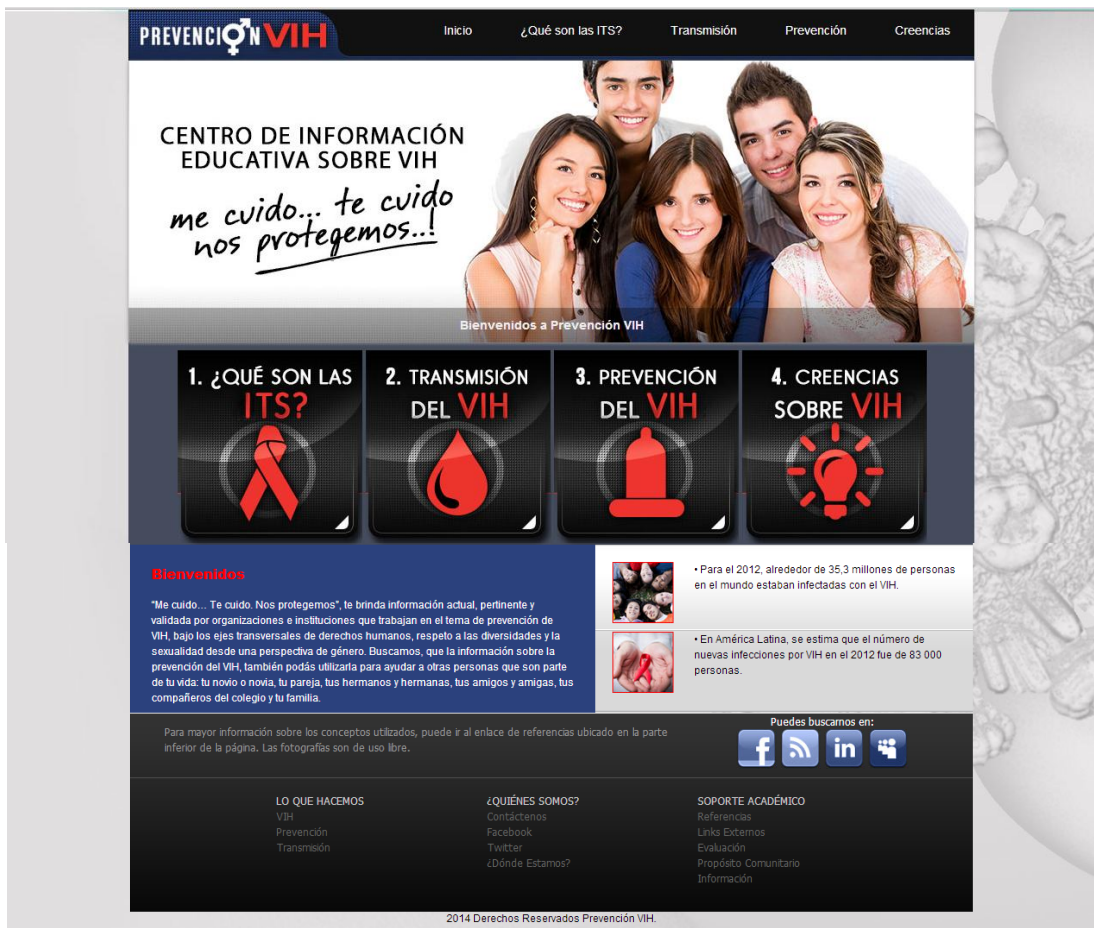 PREVENCIÓN VIH
Inicio
¿Qué son las ITS?
Transmisión
Prevención
Creencias
CENTRO DE INFORMACIÓN
EDUCATIVA SOBRE VIH
me cuido... te cuido
nos protegemos..!
Bienvenidos a Prevención VIH
1. ¿QUÉ SON LAS
ITS?
2. TRANSMISIÓN
DEL VIH
3. PREVENCIÓN
DEL VIH
4. CREENCIAS
SOBRE VIH
Bienvenidos
"Me cuido... Te cuido. Nos protegemos", te brinda información actual, pertinente y
validada por organizaciones e instituciones que trabajan en el tema de prevención de
VIH, bajo los ejes transversales de derechos humanos, respeto a las diversidades y la
sexualidad desde una perspectiva de género. Buscamos, que la información sobre la
prevención del VIH, también podás utilizarla para ayudar a otras personas que son parte
de tu vida: tu novio o novia, tu pareja, tus hermanos y hermanas, tus amigos y amigas, tus
compañeros del colegio y tu familia.
• Para el 2012, alrededor de 35,3 millones de personas
en el mundo estaban infectadas con el VIH.
• En América Latina, se estima que el número de
nuevas infecciones por VIH en el 2012 fue de 83 000
personas.
Para mayor información sobre los conceptos utilizados, puede ir al enlace de referencias ubicado en la parte
inferior de la página. Las fotografías son de uso libre.
Puedes buscarnos en:
f
in
LO QUE HACEMOS
VIH
Prevención
Transmisión
¿QUIÉNES SOMOS?
Contáctenos
Facebook
Twitter
¿Dónde Estamos?
SOPORTE ACADÉMICO
Referencias
Links Externos
Evaluación
Propósito Comunitario
Información
2014 Derechos Reservados Prevención VIH.